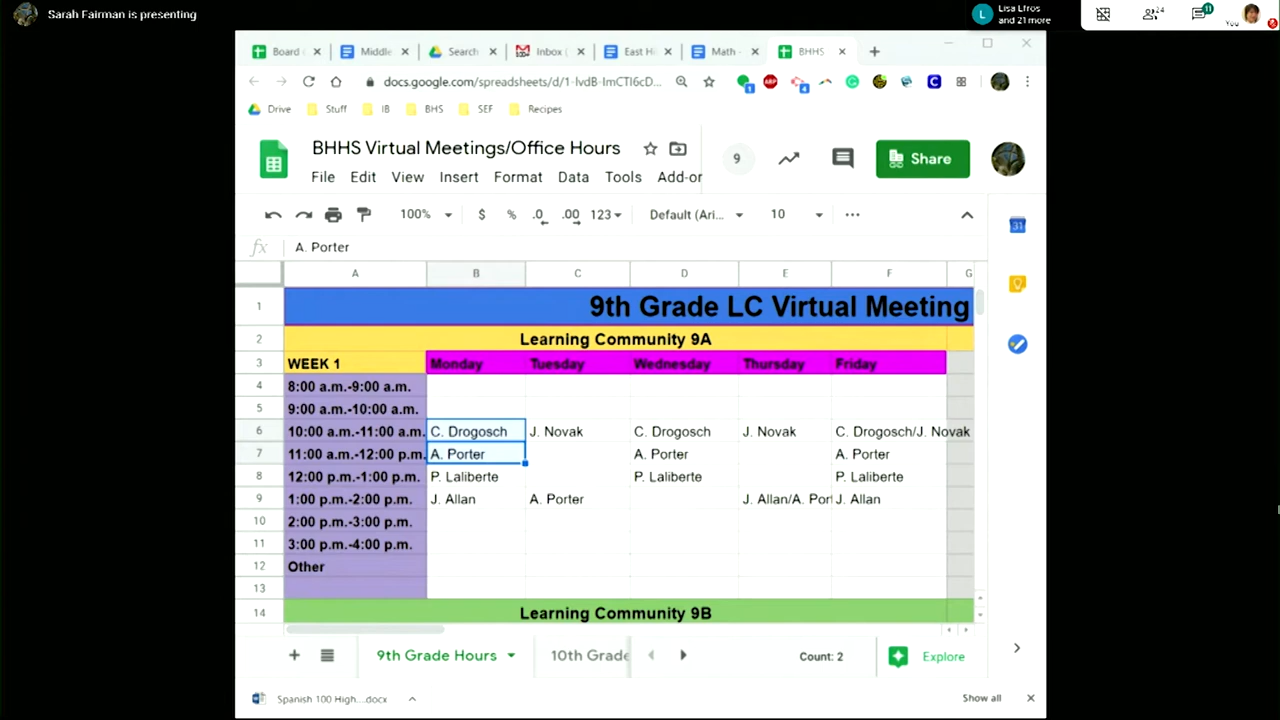 Sarah Fairman is presenting
Lisa Efros
and 21 more
24
11
You
Board
Middle
Search
Inbox (
East Hi
Math
BHHS
docs.google.com/spreadsheets/d/1
Drive Stuff IB BHS SEF Recipes
BHHS Virtual Meetings/Office Hours
9
Share
File Edit View Insert Format Data Tools Add-or
100% $ % .0 .00 123 Default (Ari... 10
fx A. Porter
A B C D E F G
1 9th Grade LC Virtual Meeting
2 Learning Community 9A
3 WEEK 1 Monday Tuesday Wednesday Thursday Friday
4 8:00 a.m.-9:00 a.m.
5 9:00 a.m.-10:00 a.m.
6 10:00 a.m.-11:00 a.m. C. Drogosch J. Novak C. Drogosch J. Novak C. Drogosch/J. Novak
7 11:00 a.m.-12:00 p.m. A. Porter A. Porter A. Porter
8 12:00 p.m.-1:00 p.m. P. Laliberte P. Laliberte P. Laliberte
9 1:00 p.m.-2:00 p.m. J. Allan A. Porter J. Allan/A. Port J. Allan
10 2:00 p.m.-3:00 p.m.
11 3:00 p.m.-4:00 p.m.
12 Other
13
14 Learning Community 9B
9th Grade Hours 10th Grade Count: 2 Explore
Spanish 100 High....docx Show all